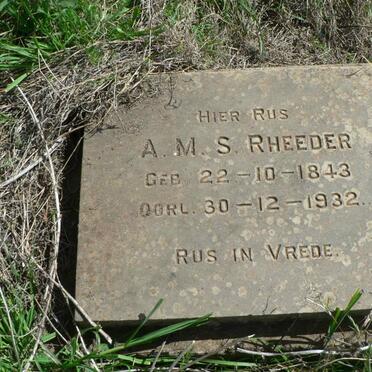 HIER RUS
A. M. S. RHEEDER
GEB. 22-10-1843
OORL. 30-12-1932.
RUS IN VREDE.